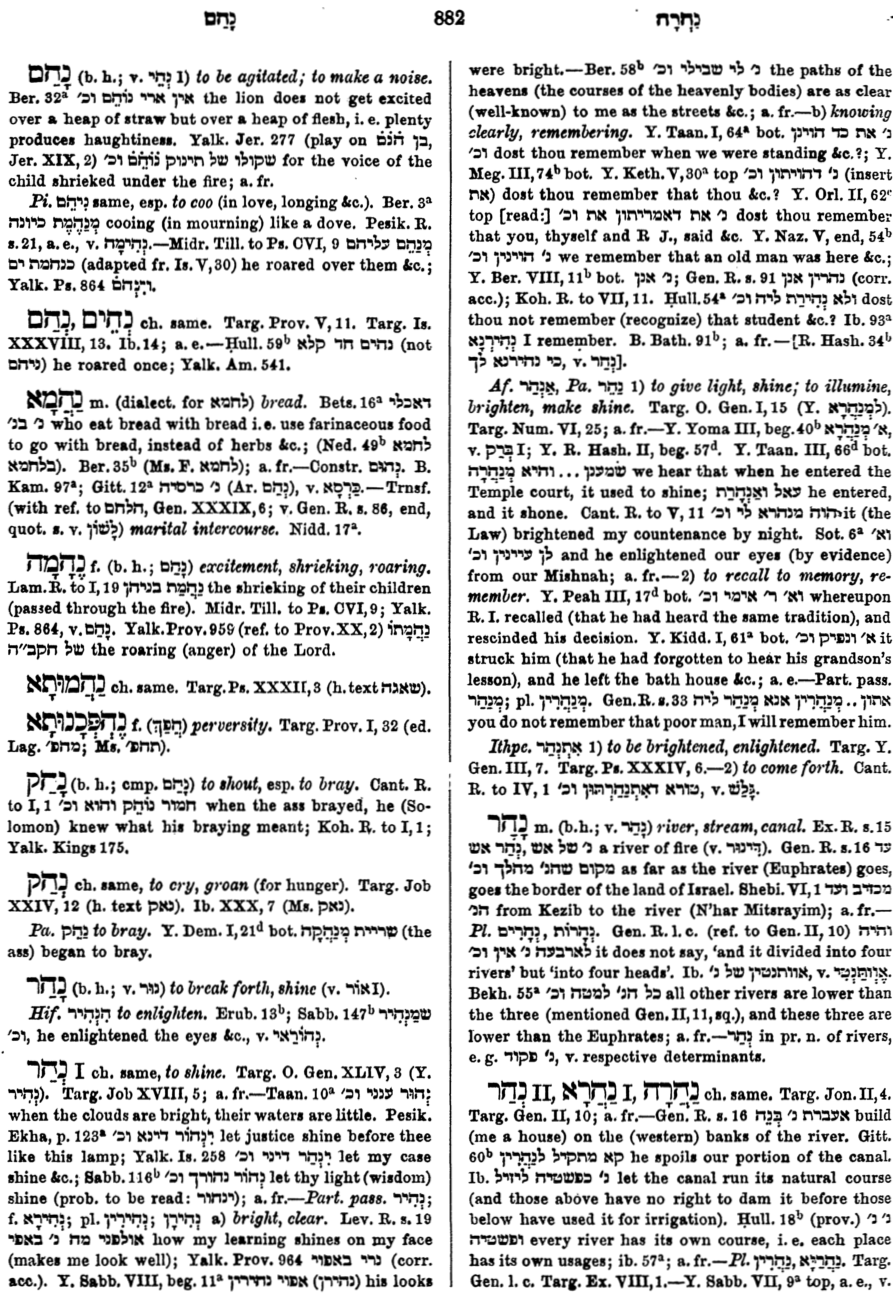 נָהַם 882 נַהֲרָה
נָהַם (b. h.; v. נְהִי 1) to be agitated; to make a noise.
Ber. 32ᵃ אין ארי נוֹהֵם וכ׳ the lion does not get excited
over a heap of straw but over a heap of flesh, i. e. plenty
produces haughtiness. Yalk. Jer. 277 (play on בן הנם,
Jer. XIX, 2) שקולו של תינוק נוֹהֵם וכ׳ for the voice of the
child shrieked under the fire; a. fr.
Pi. נִיהֵם same, esp. to coo (in love, longing &c.). Ber. 3ᵃ
מְנַהֶמֶת כיונה cooing (in mourning) like a dove. Pesik. R.
s. 21, a. e., v. נְהִימָה.—Midr. Till. to Ps. CVI, 9 מְנַהֵם עליהם
כנהמת ים (adapted fr. Is. V, 30) he roared over them &c.;
Yalk. Ps. 864 וַיְּנַהֵם.
נְהֵים, נְהַם ch. same. Targ. Prov. V, 11. Targ. Is.
XXXVIII, 13. Ib. 14; a. e.—Ḥull. 59ᵇ נהים חד קלא (not
ניהם) he roared once; Yalk. Am. 541.
נַהֲמָא m. (dialect. for לחמא) bread. Bets. 16ᵃ דאכלי
נ׳ בנ׳ who eat bread with bread i. e. use farinaceous food
to go with bread, instead of herbs &c.; (Ned. 49ᵇ לחמא
בלחמא). Ber. 35ᵇ (Ms. F. לחמא); a. fr.—Constr. נְהוּם. B.
Kam. 97ᵃ; Gitt. 12ᵃ נ׳ כרסיה (Ar. נְהַם), v. כַּרְסָא.—Trnsf.
(with ref. to הלחם, Gen. XXXIX, 6; v. Gen. R. s. 86, end,
quot. s. v. לָשׁוֹן) marital intercourse. Nidd. 17ᵃ.
נֶהָמָה f. (b. h.; נָהַם) excitement, shrieking, roaring.
Lam. R. to I, 19 נַהֲמַת בניהן the shrieking of their children
(passed through the fire). Midr. Till. to Ps. CVI, 9; Yalk.
Ps. 864, v. נָהַם. Yalk. Prov. 959 (ref. to Prov. XX, 2) נַהֲמָתוֹ
של הקב״ה the roaring (anger) of the Lord.
נַהֲמוּתָא ch. same. Targ. Ps. XXXII, 3 (h. text שאגה).
נֶהְפְּכָנוּתָא f. (הֲפַךְ) perversity. Targ. Prov. I, 32 (ed.
Lag. מהפ׳; Ms. תהפ׳).
נָהַק (b. h.; cmp. נָהַם) to shout, esp. to bray. Cant. R.
to I, 1 חמור נוֹהֵק והוא וכ׳ when the ass brayed, he (So-
lomon) knew what his braying meant; Koh. R. to I, 1;
Yalk. Kings 175.
נְהַק ch. same, to cry, groan (for hunger). Targ. Job
XXIV, 12 (h. text נאק). Ib. XXX, 7 (Ms. נאק).
Pa. נַהֵק to bray. Y. Dem. I, 21ᵈ bot. שריית מְנַהֲקָה (the
ass) began to bray.
נָהַר (b. h.; v. נוּר) to break forth, shine (v. אוֹר I).
Hif. הִנְהִיר to enlighten. Erub. 13ᵇ; Sabb. 147ᵇ שמַנְהִיר
וכ׳, he enlightened the eyes &c., v. נְהוֹרַאי.
נְהַר I ch. same, to shine. Targ. O. Gen. XLIV, 3 (Y.
נְהִיר). Targ. Job XVIII, 5; a. fr.—Taan. 10ᵃ נְהוּר ענני וכ׳
when the clouds are bright, their waters are little. Pesik.
Ekha, p. 123ᵃ יִנְהוֹר דינא וכ׳ let justice shine before thee
like this lamp; Yalk. Is. 258 יִנְהַר דיני וכ׳ let my case
shine &c.; Sabb. 116ᵇ נְהוֹר נהורך וכ׳ let thy light (wisdom)
shine (prob. to be read: ינהור); a. fr.—Part. pass. נְהִיר;
f. נְהִירָא; pl. נְהִירִין; נְהִירָן a) bright, clear. Lev. R. s. 19
אולפני מה נ׳ באפי how my learning shines on my face
(makes me look well); Yalk. Prov. 964 נרי באפוי (corr.
acc.). Y. Sabb. VIII, beg. 11ᵃ אפוי נהירין (נהירן) his looks
were bright.—Ber. 58ᵇ נ׳ לי שבילי וכ׳ the paths of the
heavens (the courses of the heavenly bodies) are as clear
(well-known) to me as the streets &c.; a. fr.—b) knowing
clearly, remembering. Y. Taan. I, 64ᵃ bot. נ׳ את כד הוינן
וכ׳ dost thou remember when we were standing &c.?; Y.
Meg. III, 74ᵇ bot. Y. Keth. V, 30ᵃ top נ׳ דהויתון וכ׳ (insert
את) dost thou remember that thou &c.? Y. Orl. II, 62ᶜ
top [read:] נ׳ את דאמריתון את וכ׳ dost thou remember
that you, thyself and R J., said &c. Y. Naz. V, end, 54ᵇ
נ׳ הוינין וכ׳ we remember that an old man was here &c.;
Y. Ber. VIII, 11ᵇ bot. נ׳ אנן; Gen. R. s. 91 נהרין אנן (corr.
acc.); Koh. R. to VII, 11. Ḥull. 54ᵃ ולא נְהִירַת ליה וכ׳ dost
thou not remember (recognize) that student &c.? Ib. 93ᵃ
נְהִירְנָא I remember. B. Bath. 91ᵇ; a. fr.—[R. Hash. 34ᵇ
כי נהירנא לך, v. נְהַר].
Af. אַנְהַר, Pa. נַהֵר 1) to give light, shine; to illumine,
brighten, make shine. Targ. O. Gen. I, 15 (Y. לְמַנְהָרָא).
Targ. Num. VI, 25; a. fr.—Y. Yoma III, beg. 40ᵇ א׳ מַנְהֲרָא,
v. בְּרַק I; Y. R. Hash. II, beg. 57ᵈ. Y. Taan. III, 66ᵈ bot.
שמענן ... והיא מַנְהֲרָה we hear that when he entered the
Temple court, it used to shine; עאל ואַנְהָרַת he entered,
and it shone. Cant. R. to V, 11 הוה מנהרא לי וכ׳ it (the
Law) brightened my countenance by night. Sot. 6ᵃ וא׳
לן עיינין וכ׳ and he enlightened our eyes (by evidence)
from our Mishnah; a. fr.—2) to recall to memory, re-
member. Y. Peah III, 17ᵈ bot. וא׳ ר׳ אימי וכ׳ whereupon
R. I. recalled (that he had heard the same tradition), and
rescinded his decision. Y. Kidd. I, 61ᵃ bot. א׳ ונפיק וכ׳ it
struck him (that he had forgotten to hear his grandson's
lesson), and he left the bath house &c.; a. e.—Part. pass.
מְנַהַר; pl. מְנַהֲרִין. Gen. R. s. 33 אתון .. מְנַהֲרִין אנא מְנַהַר ליה
you do not remember that poor man, I will remember him.
Ithpe. אִתְנְהַר 1) to be brightened, enlightened. Targ. Y.
Gen. III, 7. Targ. Ps. XXXIV, 6.—2) to come forth. Cant.
R. to IV, 1 טורא דאִתְנַהַרְתּוּן וכ׳, v. גְּלַשׁ.
נָהָר m. (b. h.; v. נָהַר) river, stream, canal. Ex. R. s. 15
נ׳ של אש, נְהַר אש a river of fire (v. דִּינוּר). Gen. R. s. 16 עד
מקום שהנ׳ מהלך וכ׳ as far as the river (Euphrates) goes,
goes the border of the land of Israel. Shebi. VI, 1 מכזיב ועד
הנ׳ from Kezib to the river (N'har Mitsrayim); a. fr.—
Pl. נְהָרִים, נְהָרוֹת. Gen. R. l. c. (ref. to Gen. II, 10) והיה
לארבעה נ׳ אין וכ׳ it does not say, 'and it divided into four
rivers' but 'into four heads'. Ib. אוותנטין של נ׳, v. אֲוְתֶּנְטֵי.
Bekh. 55ᵃ כל הנ׳ למטה וכ׳ all other rivers are lower than
the three (mentioned Gen. II, 11, sq.), and these three are
lower than the Euphrates; a. fr.—נְהַר in pr. n. of rivers,
e. g. נ׳ פקוד, v. respective determinants.
נְהַר II, נַהֲרָא I, נַהֲרָה ch. same. Targ. Jon. II, 4.
Targ. Gen. II, 10; a. fr.—Gen. R. s. 16 אעברת נ׳ בְּנֵה build
(me a house) on the (western) banks of the river. Gitt.
60ᵇ קא מתקיל לנַהֲרִין he spoils our portion of the canal.
Ib. נ׳ כפשטיה ליזיל let the canal run its natural course
(and those above have no right to dam it before those
below have used it for irrigation). Ḥull. 18ᵇ (prov.) נ׳ נ׳
ופשטיה every river has its own course, i. e. each place
has its own usages; ib. 57ᵃ; a. fr.—Pl. נַהֲרַיָּא, נַהֲרִין. Targ.
Gen. l. c. Targ. Ex. VIII, 1.—Y. Sabb. VII, 9ᵃ top, a. e., v.